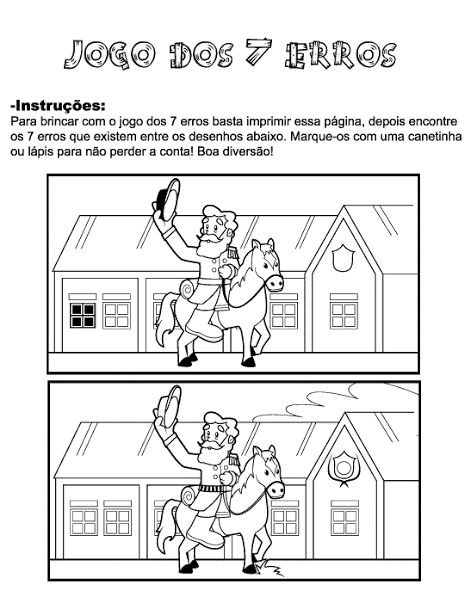 JOGO DOS 7 ERROS
-Instruções:
Para brincar com o jogo dos 7 erros basta imprimir essa página, depois encontre
os 7 erros que existem entre os desenhos abaixo. Marque-os com uma canetinha
ou lápis para não perder a conta! Boa diversão!